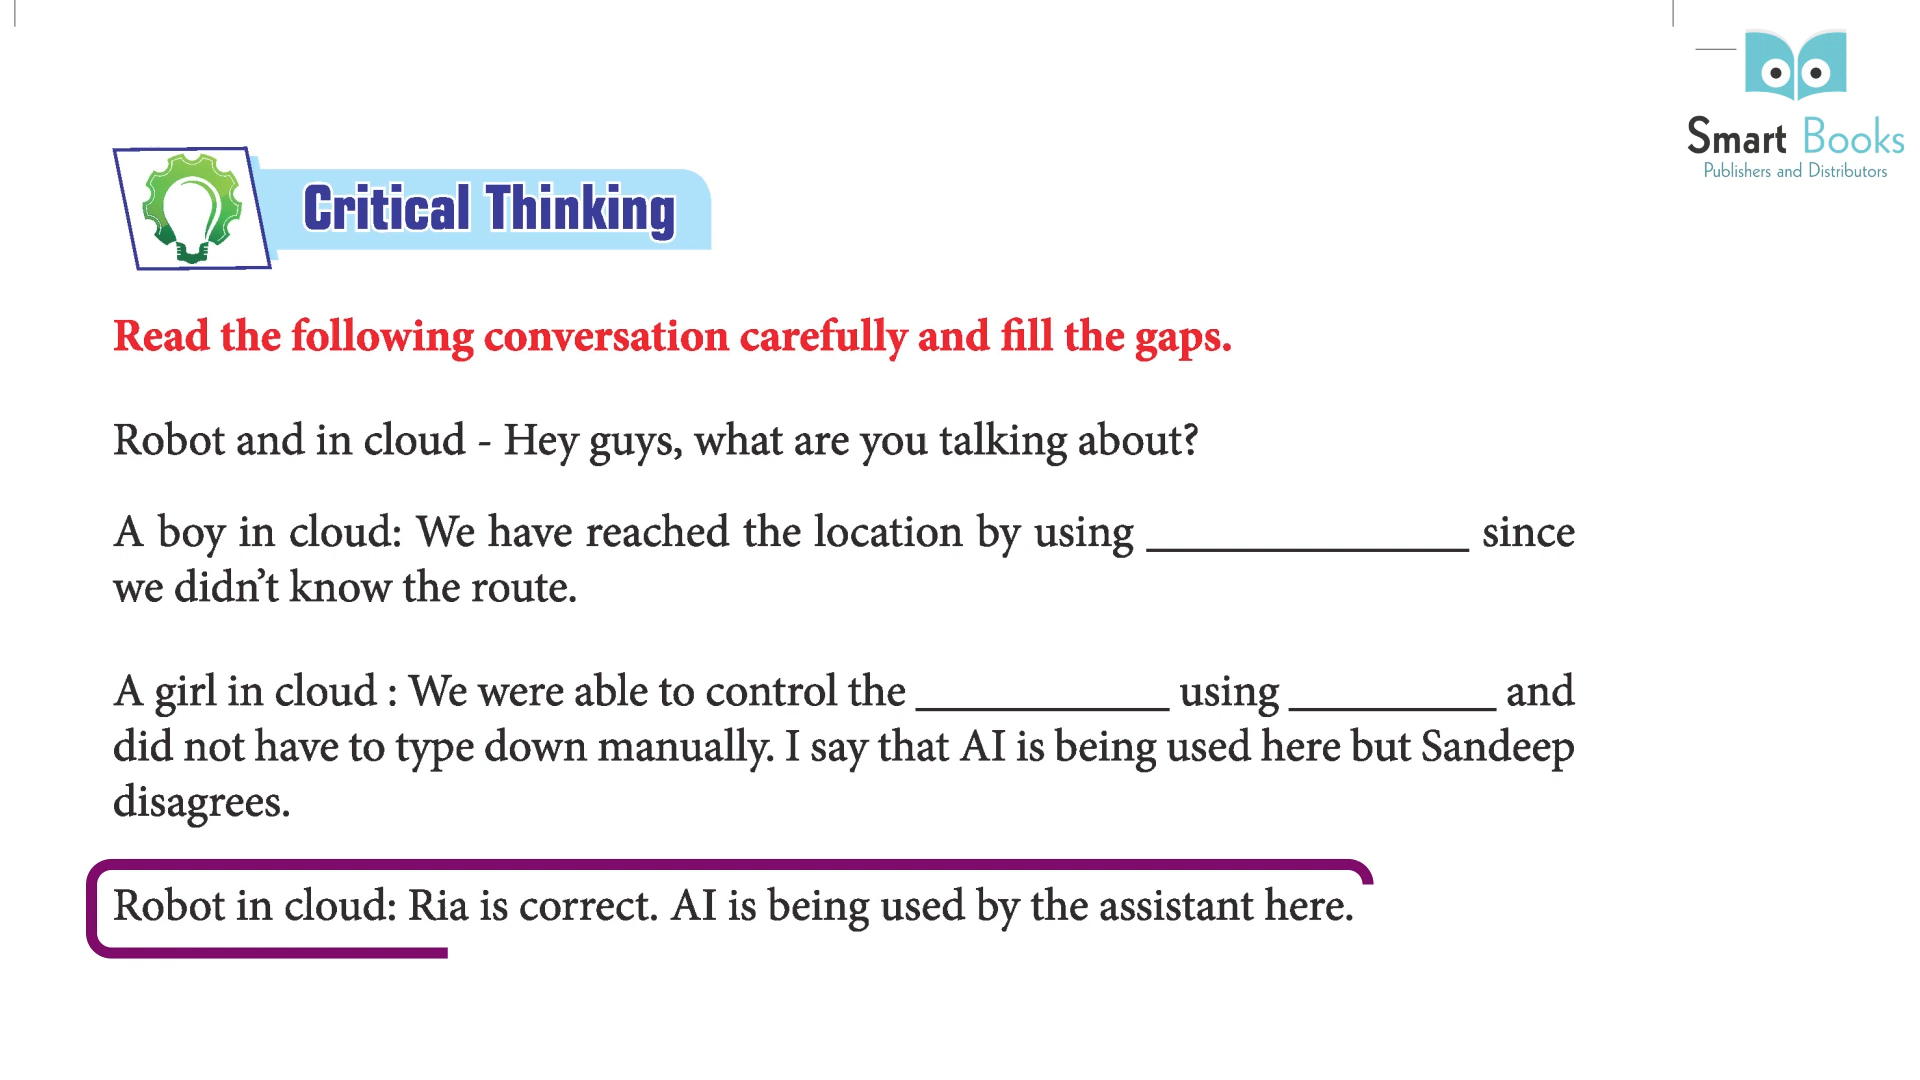 Smart Books
Publishers and Distributors
Critical Thinking
Read the following conversation carefully and fill the gaps.
Robot and in cloud - Hey guys, what are you talking about?
A boy in cloud: We have reached the location by using ______________ since
we didn’t know the route.
A girl in cloud : We were able to control the ___________ using _________ and
did not have to type down manually. I say that AI is being used here but Sandeep
disagrees.
Robot in cloud: Ria is correct. AI is being used by the assistant here.